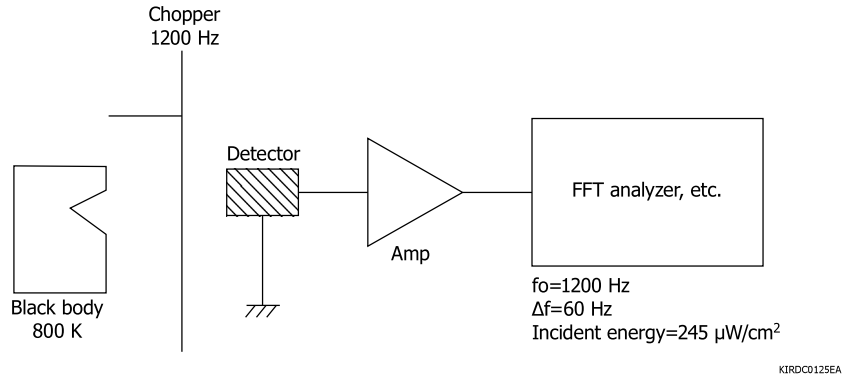 Chopper
1200 Hz
Detector
FFT analyzer, etc.
Amp
Black body
800 K
fo=1200 Hz
Δf=60 Hz
Incident energy=245 μW/cm²
KIRDC0125EA